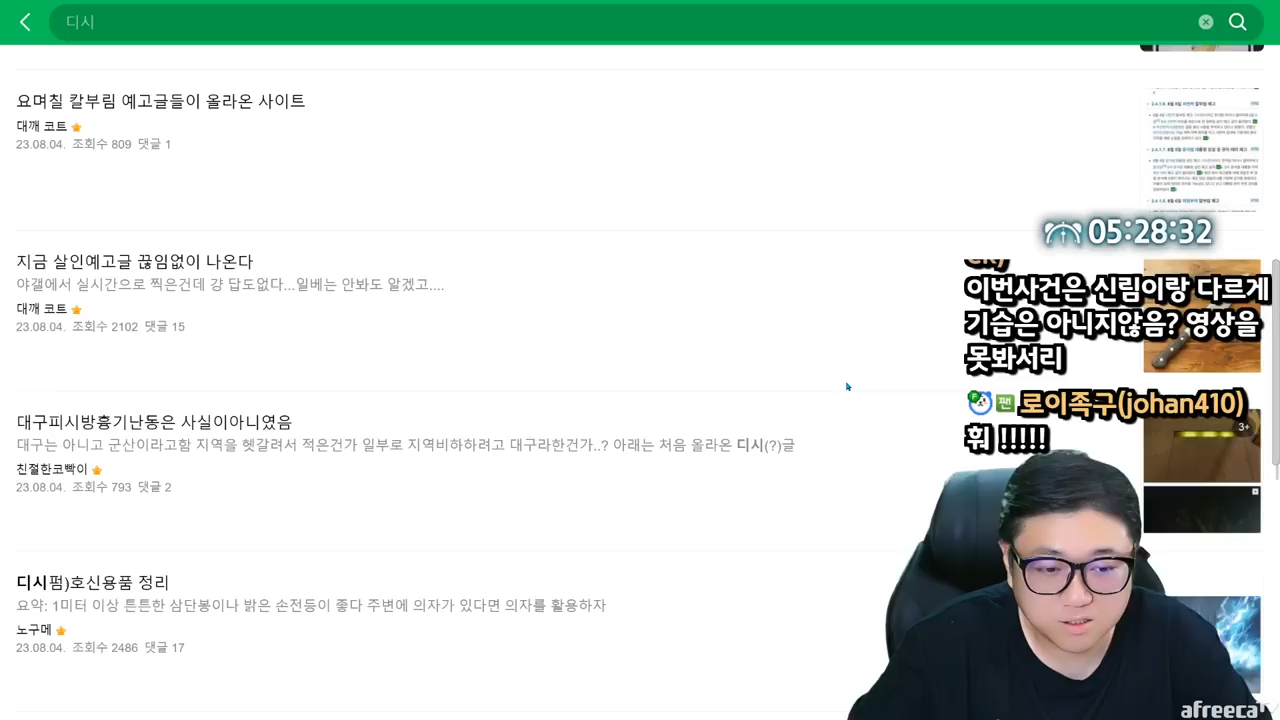 디시
요며칠 칼부림 예고글들이 올라온 사이트
대깨 코트
23.08.04. 조회수 809 댓글 1
05:28:32
지금 살인예고글 끊임없이 나온다
야갤에서 실시간으로 찍은건데 걍 답도없다...일베는 안봐도 알겠고....
대깨 코트
23.08.04. 조회수 2102 댓글 15
이번사건은 신림이랑 다르게
기습은 아니지않음? 영상을
못봐서리
팬 로이족구(johan410)
훠 !!!!!
3+
대구피시방흉기난동은 사실이아니였음
대구는 아니고 군산이라고함 지역을 헷갈려서 적은건가 일부로 지역비하하려고 대구라한건가..? 아래는 처음 올라온 디시(?)글
친절한코빡이
23.08.04. 조회수 793 댓글 2
디시펌)호신용품 정리
요약: 1미터 이상 튼튼한 삼단봉이나 밝은 손전등이 좋다 주변에 의자가 있다면 의자를 활용하자
노구메
23.08.04. 조회수 2486 댓글 17
afreecaTV